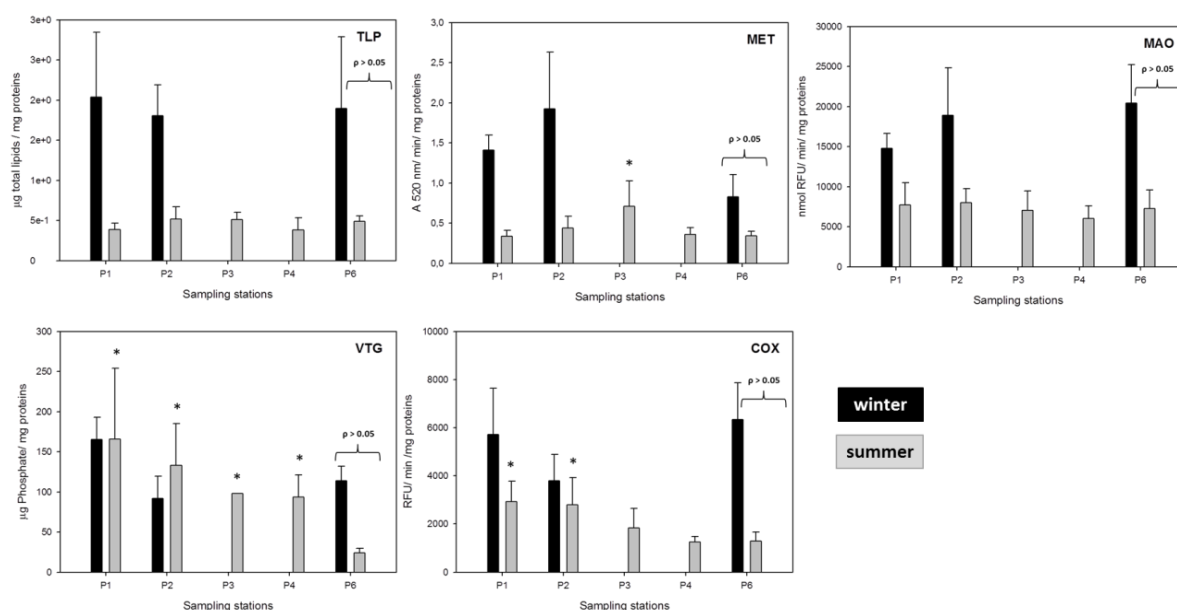 TLP
µg total lipids / mg proteins
3e+0
3e+0
2e+0
2e+0
1e+0
5e-1
0
ρ > 0.05
P1 P2 P3 P4 P6
Sampling stations
MET
A 520 nm/ min/ mg proteins
3,0
2,5
2,0
1,5
1,0
0,5
0,0
*
ρ > 0.05
P1 P2 P3 P4 P6
Sampling stations
MAO
nmol RFU/ min/ mg proteins
30000
25000
20000
15000
10000
5000
0
ρ > 0.05
P1 P2 P3 P4 P6
Sampling stations
VTG
µg Phosphate/ mg proteins
300
250
200
150
100
50
0
* * * *
ρ > 0.05
P1 P2 P3 P4 P6
Sampling stations
COX
RFU/ min /mg proteins
10000
8000
6000
4000
2000
0
* *
ρ > 0.05
P1 P2 P3 P4 P6
Sampling stations
winter
summer